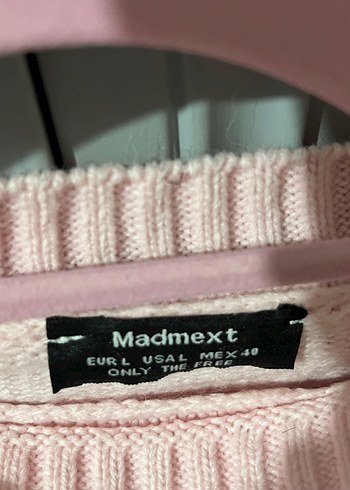 Madmext
EUR L USA L MEX 40
ONLY THE FREE